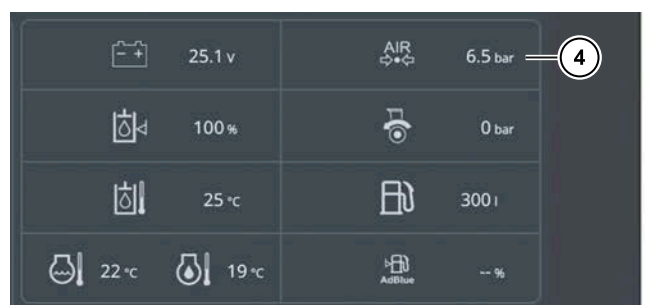 25.1 v
AIR
6.5 bar
4
100 %
0 bar
25 °C
300 l
22 °C
19 °C
AdBlue
-- %